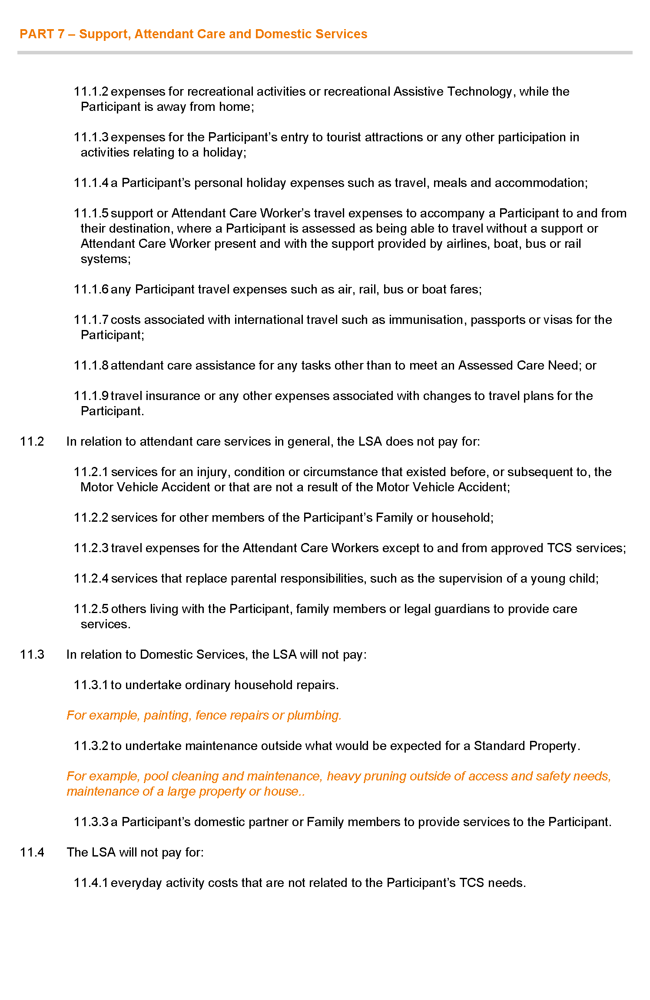 PART 7 – Support, Attendant Care and Domestic Services
11.1.2 expenses for recreational activities or recreational Assistive Technology, while the
Participant is away from home;
11.1.3 expenses for the Participant’s entry to tourist attractions or any other participation in
activities relating to a holiday;
11.1.4 a Participant’s personal holiday expenses such as travel, meals and accommodation;
11.1.5 support or Attendant Care Worker’s travel expenses to accompany a Participant to and from
their destination, where a Participant is assessed as being able to travel without a support or
Attendant Care Worker present and with the support provided by airlines, boat, bus or rail
systems;
11.1.6 any Participant travel expenses such as air, rail, bus or boat fares;
11.1.7 costs associated with international travel such as immunisation, passports or visas for the
Participant;
11.1.8 attendant care assistance for any tasks other than to meet an Assessed Care Need; or
11.1.9 travel insurance or any other expenses associated with changes to travel plans for the
Participant.
11.2 In relation to attendant care services in general, the LSA does not pay for:
11.2.1 services for an injury, condition or circumstance that existed before, or subsequent to, the
Motor Vehicle Accident or that are not a result of the Motor Vehicle Accident;
11.2.2 services for other members of the Participant’s Family or household;
11.2.3 travel expenses for the Attendant Care Workers except to and from approved TCS services;
11.2.4 services that replace parental responsibilities, such as the supervision of a young child;
11.2.5 others living with the Participant, family members or legal guardians to provide care
services.
11.3 In relation to Domestic Services, the LSA will not pay:
11.3.1 to undertake ordinary household repairs.
For example, painting, fence repairs or plumbing.
11.3.2 to undertake maintenance outside what would be expected for a Standard Property.
For example, pool cleaning and maintenance, heavy pruning outside of access and safety needs,
maintenance of a large property or house..
11.3.3 a Participant’s domestic partner or Family members to provide services to the Participant.
11.4 The LSA will not pay for:
11.4.1 everyday activity costs that are not related to the Participant’s TCS needs.